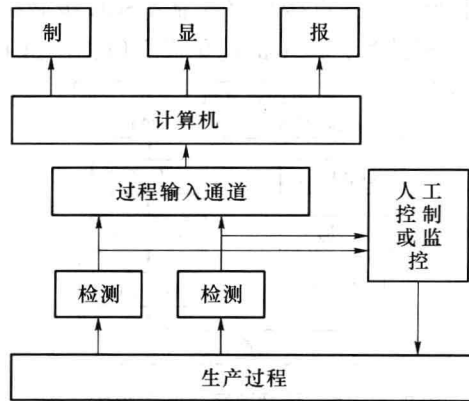 制
显
报
计算机
过程输入通道
人工
控制
或监
控
检测
检测
生产过程